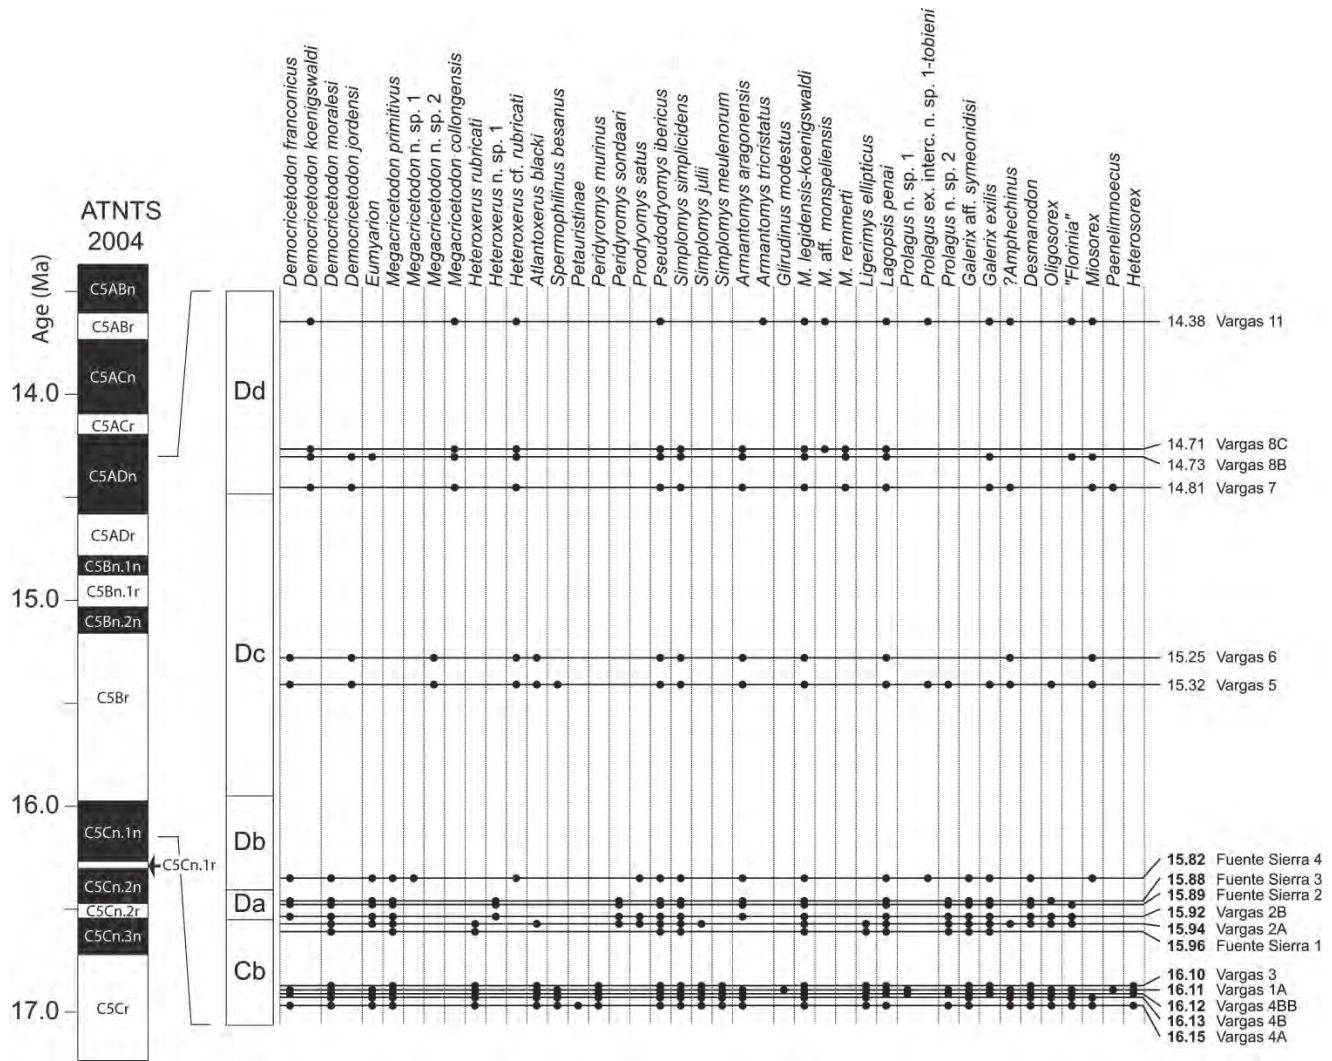 Democricetodon franconicus
Democricetodon koenigswaldi
Democricetodon moralesi
Democricetodon jordensi
Eumyarion
Megacricetodon primitivus
Megacricetodon n. sp. 1
Megacricetodon n. sp. 2
Megacricetodon collongensis
Heteroxerus rubricati
Heteroxerus n. sp. 1
Heteroxerus cf. rubricati
Atlantoxerus blacki
Spermophilinus besanus
Petauristinae
Peridyromys murinus
Peridyromys sondaari
Prodryomys satus
Pseudodryomys ibericus
Simplomys simplicidens
Simplomys julii
Simplomys meulenorum
Armantomys aragonensis
Armantomys tricristatus
Glirudinus modestus
M. legidensis-koenigswaldi
M. aff. monspeliensis
M. remmerti
Ligerimys ellipticus
Lagopsis penai
Prolagus n. sp. 1
Prolagus ex. interc. n. sp. 1-tobieni
Prolagus n. sp. 2
Galerix aff. symeonidisi
Galerix exilis
?Amphechinus
Desmanodon
Oligosorex
"Florinia"
Miosorex
Paenelimnoecus
Heterosorex
ATNTS
2004
Age (Ma)
14.0
15.0
16.0
17.0
C5ABn
C5ABr
C5ACn
C5ACr
C5ADn
C5ADr
C5Bn.1n
C5Bn.1r
C5Bn.2n
C5Br
C5Cn.1n
C5Cn.1r
C5Cn.2n
C5Cn.2r
C5Cn.3n
C5Cr
Dd
Dc
Db
Da
Cb
14.38 Vargas 11
14.71 Vargas 8C
14.73 Vargas 8B
14.81 Vargas 7
15.25 Vargas 6
15.32 Vargas 5
15.82 Fuente Sierra 4
15.88 Fuente Sierra 3
15.89 Fuente Sierra 2
15.92 Vargas 2B
15.94 Vargas 2A
15.96 Fuente Sierra 1
16.10 Vargas 3
16.11 Vargas 1A
16.12 Vargas 4BB
16.13 Vargas 4B
16.15 Vargas 4A